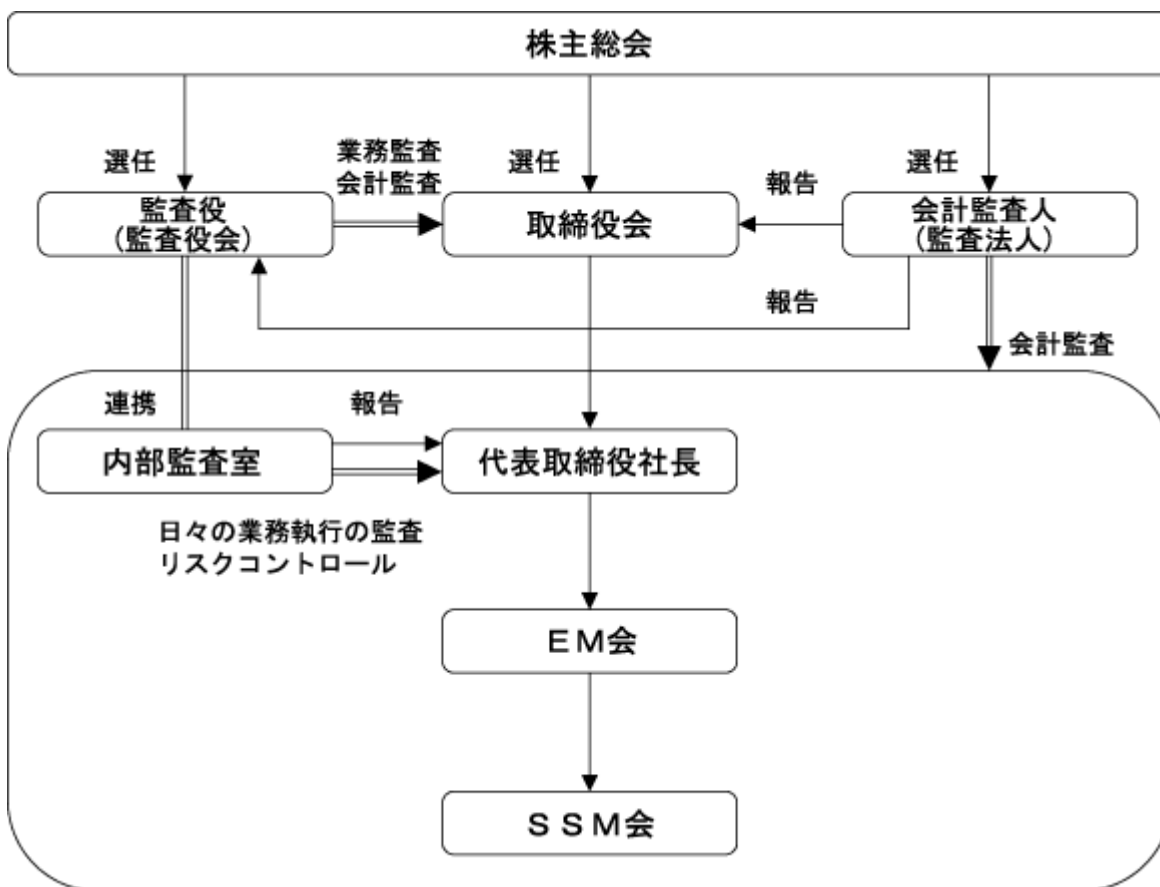 株主総会
選任
業務監査
会計監査
選任
報告
選任
監査役
(監査役会)
取締役会
会計監査人
(監査法人)
報告
会計監査
連携
報告
内部監査室
代表取締役社長
日々の業務執行の監査
リスクコントロール
ＥＭ会
ＳＳＭ会